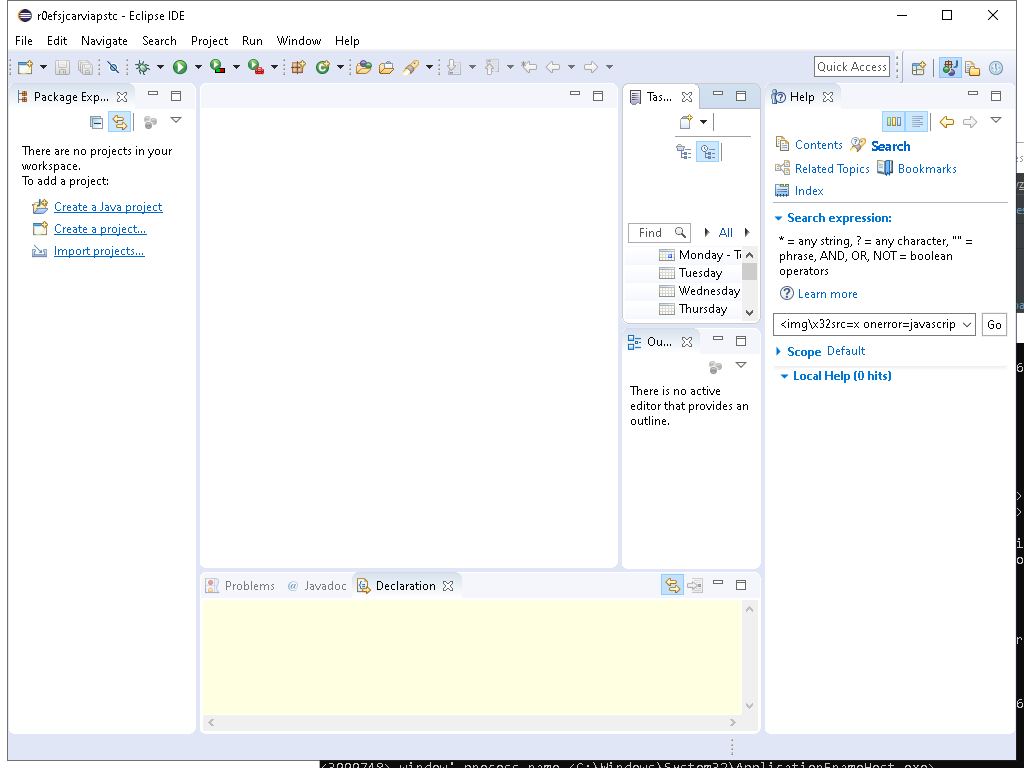 r0efsjcarviapstc - Eclipse IDE
File Edit Navigate Search Project Run Window Help
Quick Access
Package Exp...
There are no projects in your
workspace.
To add a project:
Create a Java project
Create a project...
Import projects...
Tas...
Find
All
Monday - T
Tuesday
Wednesday
Thursday
Ou...
There is no active
editor that provides an
outline.
Help
Contents Search
Related Topics Bookmarks
Index
Search expression:
* = any string, ? = any character, "" =
phrase, AND, OR, NOT = boolean
operators
Learn more
<img\x32src=x onerror=javascrip
Go
Scope Default
Local Help (0 hits)
Problems @ Javadoc Declaration
<3999748> window' process name <C:\Windows\System32\ApplicationFrameHost.exe>